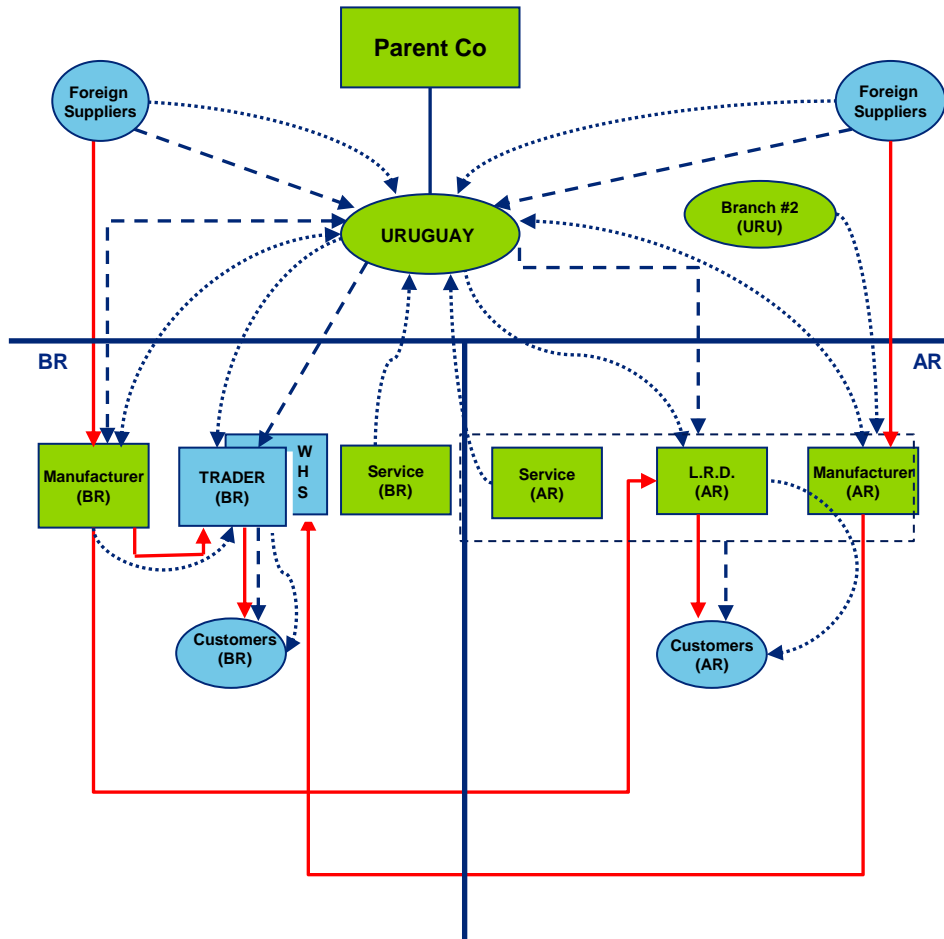 Parent Co
Foreign
Suppliers
Foreign
Suppliers
Branch #2
(URU)
URUGUAY
BR
AR
Manufacturer
(BR)
TRADER
(BR)
W
H
S
Service
(BR)
Service
(AR)
L.R.D.
(AR)
Manufacturer
(AR)
Customers
(BR)
Customers
(AR)